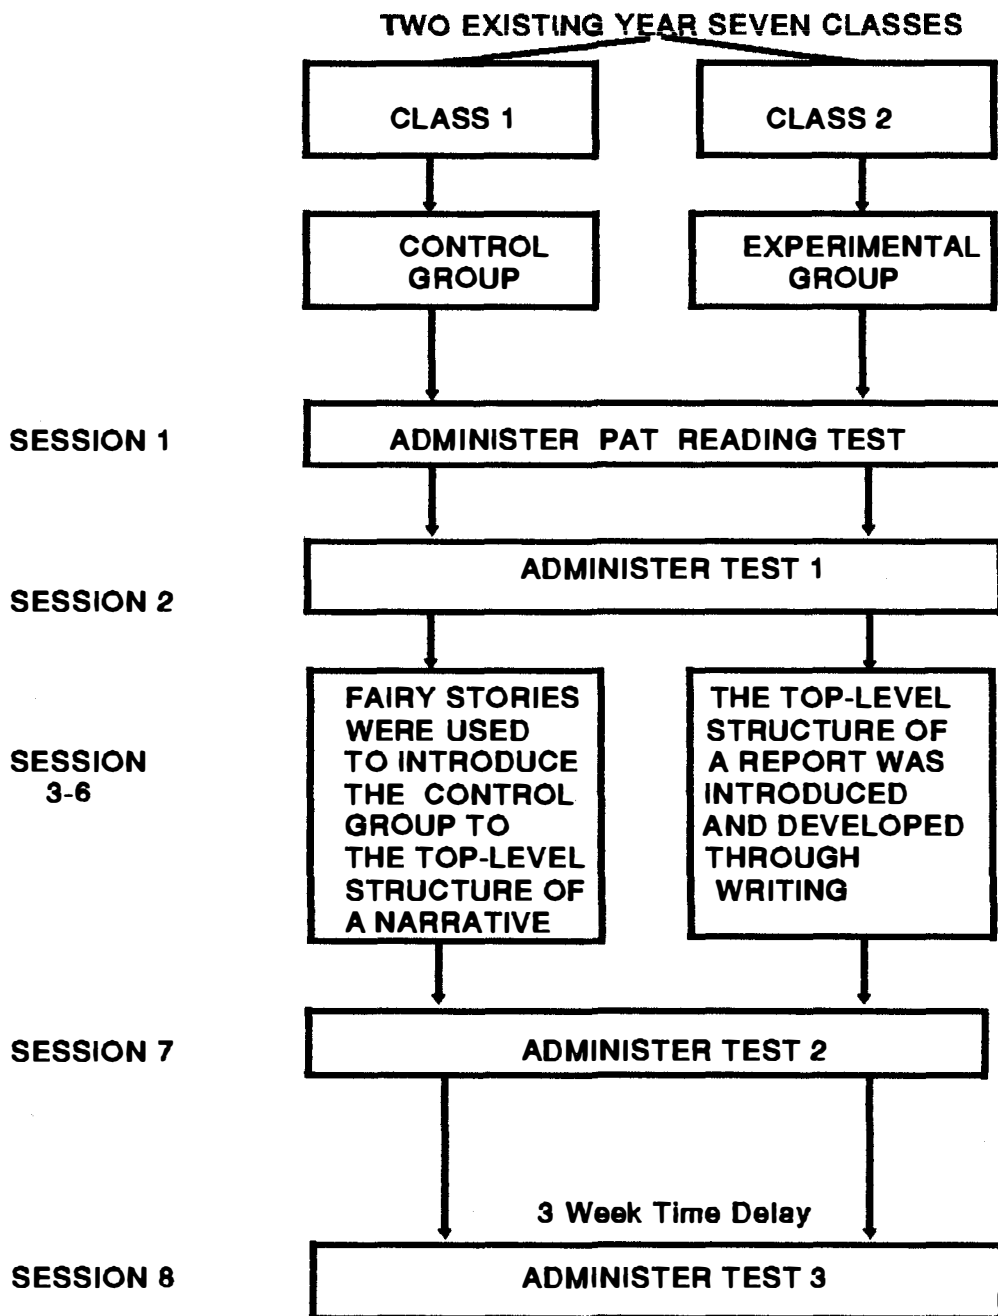 TWO EXISTING YEAR SEVEN CLASSES
CLASS 1
CLASS 2
CONTROL
GROUP
EXPERIMENTAL
GROUP
SESSION 1
ADMINISTER PAT READING TEST
ADMINISTER TEST 1
SESSION 2
SESSION
3-6
FAIRY STORIES
WERE USED
TO INTRODUCE
THE CONTROL
GROUP TO
THE TOP-LEVEL
STRUCTURE OF
A NARRATIVE
THE TOP-LEVEL
STRUCTURE OF
A REPORT WAS
INTRODUCED
AND DEVELOPED
THROUGH
WRITING
SESSION 7
ADMINISTER TEST 2
3 Week Time Delay
SESSION 8
ADMINISTER TEST 3